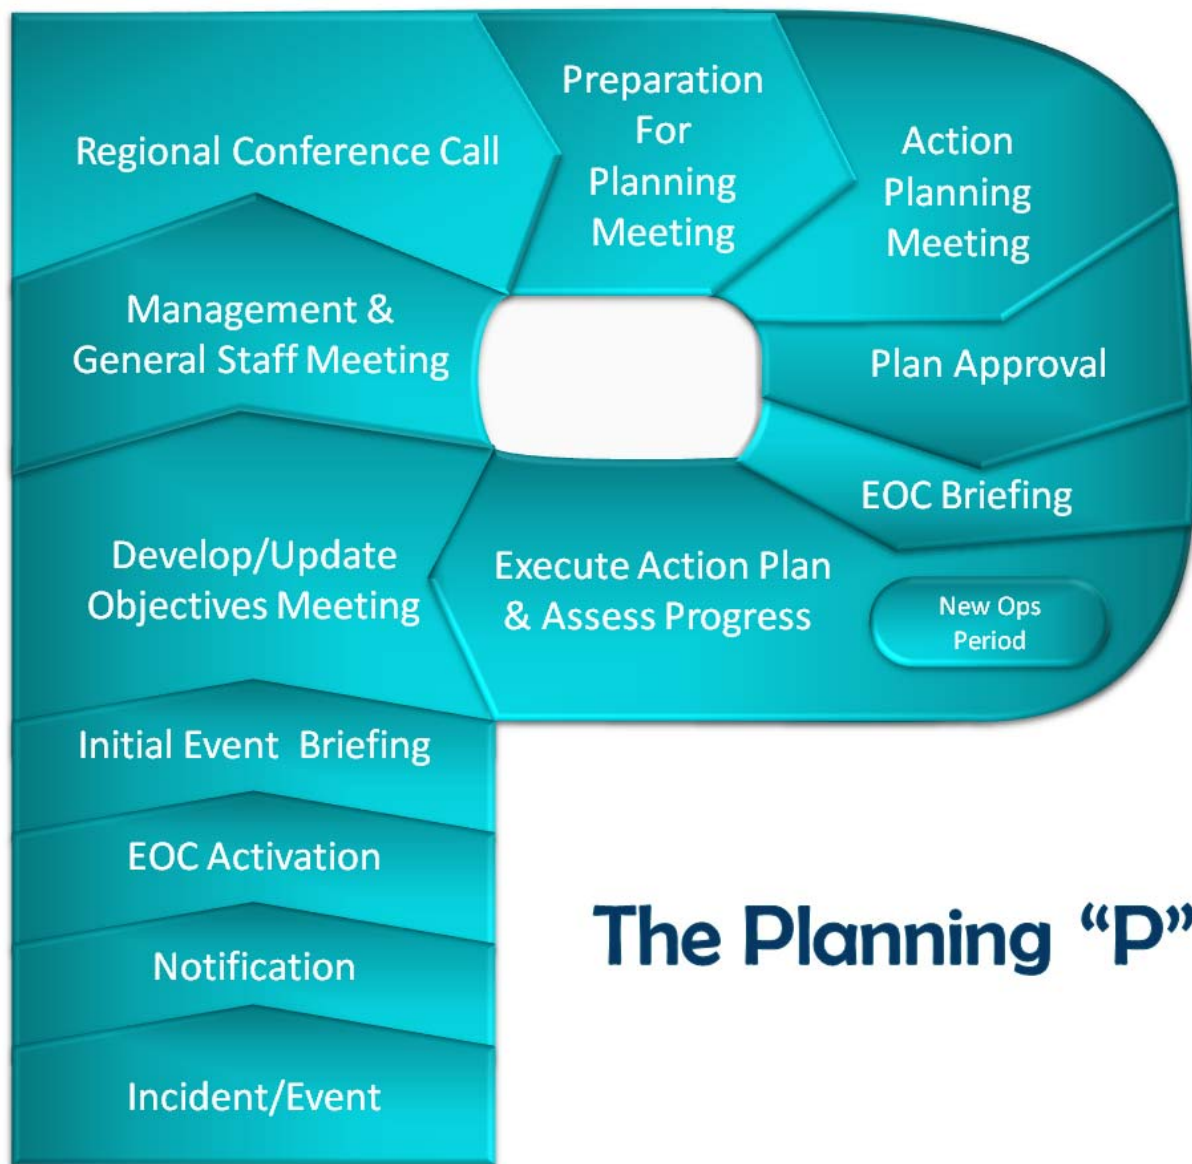 Regional Conference Call
Preparation
For
Planning
Meeting
Action
Planning
Meeting
Management &
General Staff Meeting
Plan Approval
EOC Briefing
Develop/Update
Objectives Meeting
Execute Action Plan
& Assess Progress
New Ops
Period
Initial Event Briefing
EOC Activation
Notification
Incident/Event
The Planning “P”